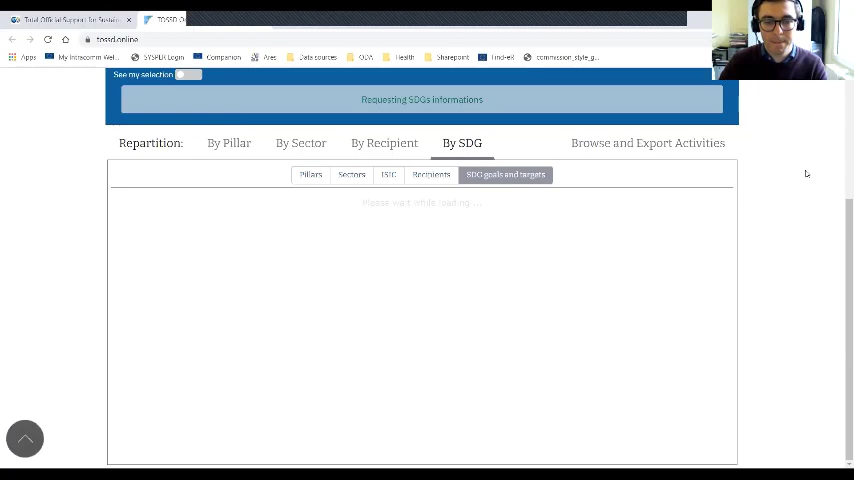 Total Official Support for Sustain
TOSSD O
tossd.online
Apps My Intracomm Wel... SYSPER Login Companion Ares Data sources ODA Health Sharepoint Find-eR commission_style_g...
See my selection
Requesting SDGs informations
Repartition: By Pillar By Sector By Recipient By SDG Browse and Export Activities
Pillars Sectors ISIC Recipients SDG goals and targets
Please wait while loading ...